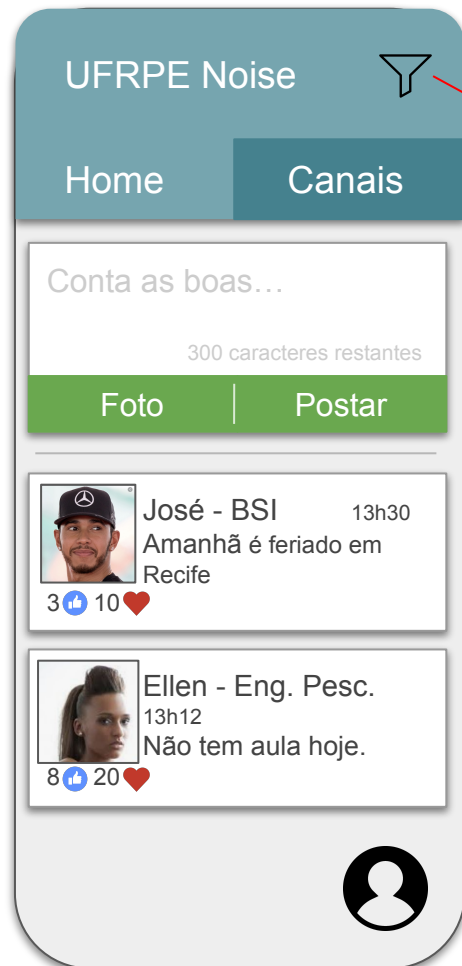 UFRPE Noise
Home Canais
Conta as boas…
300 caracteres restantes
Foto Postar
José - BSI 13h30
Amanhã é feriado em
Recife
3 10
Ellen - Eng. Pesc.
13h12
Não tem aula hoje.
8 20